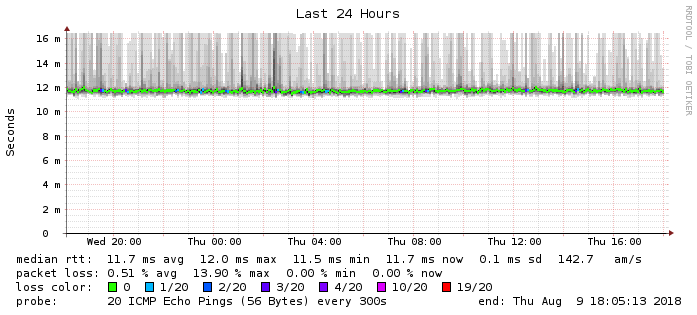 Last 24 Hours
RRDTOOL / TOBI OETIKER
Seconds
16 m
14 m
12 m
10 m
8 m
6 m
4 m
2 m
0
Wed 20:00 Thu 00:00 Thu 04:00 Thu 08:00 Thu 12:00 Thu 16:00
median rtt: 11.7 ms avg 12.0 ms max 11.5 ms min 11.7 ms now 0.1 ms sd 142.7 am/s
packet loss: 0.51 % avg 13.90 % max 0.00 % min 0.00 % now
loss color: 0 1/20 2/20 3/20 4/20 10/20 19/20
probe: 20 ICMP Echo Pings (56 Bytes) every 300s end: Thu Aug 9 18:05:13 2018